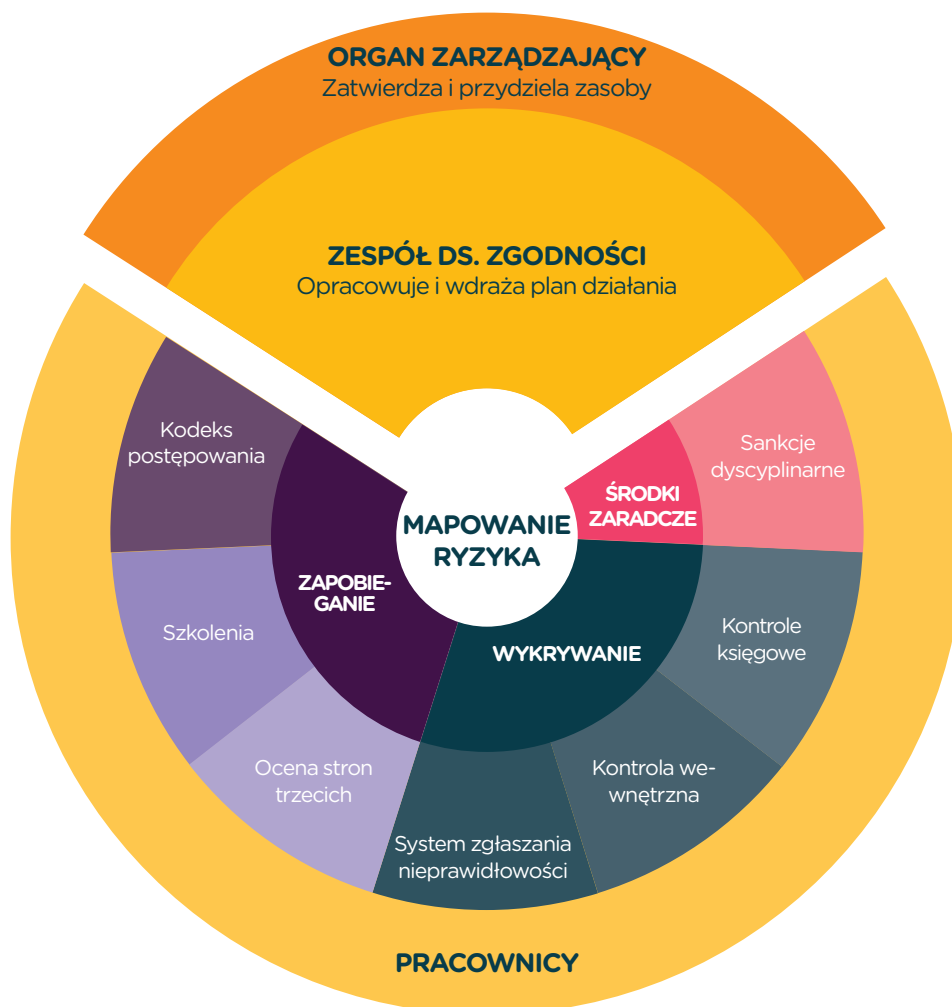 ORGAN ZARZĄDZAJĄCY
Zatwierdza i przydziela zasoby
ZESPÓŁ DS. ZGODNOŚCI
Opracowuje i wdraża plan działania
Kodeks
postępowania
Sankcje
dyscyplinarne
ŚRODKI
ZARADCZE
MAPOWANIE
RYZYKA
ZAPOBIE-
GANIE
Szkolenia
WYKRYWANIE
Kontrole
księgowe
Ocena stron
trzecich
Kontrola we-
wnętrzna
System zgłaszania
nieprawidłowości
PRACOWNICY